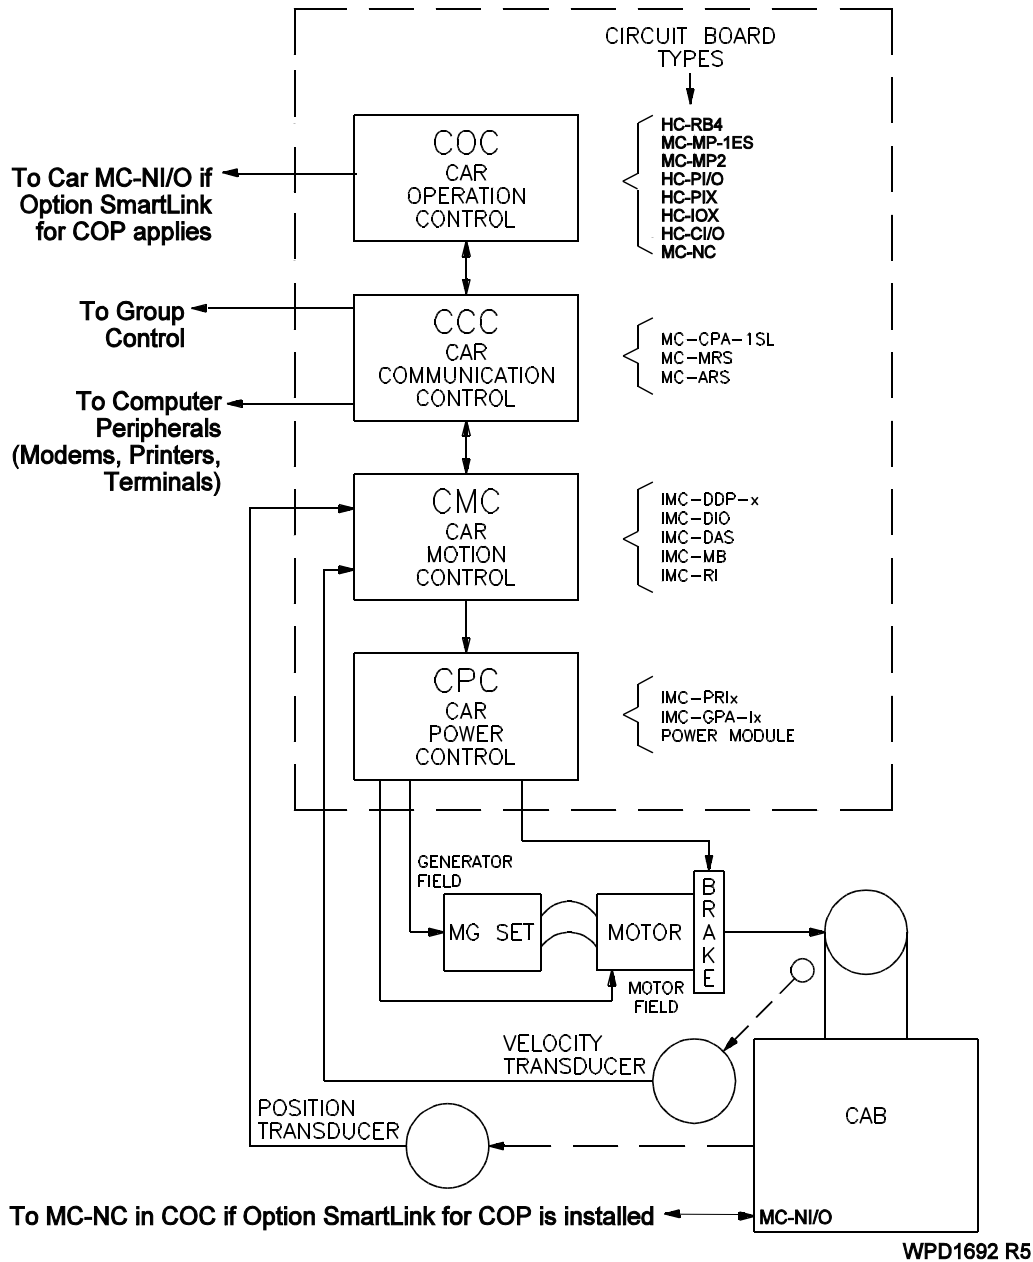 CIRCUIT BOARD
TYPES
COC
CAR
OPERATION
CONTROL
HC-RB4
MC-MP-1ES
MC-MP2
HC-PI/O
HC-PIX
HC-IOX
HC-CI/O
MC-NC
To Car MC-NI/O if
Option SmartLink
for COP applies
To Group
Control
CCC
CAR
COMMUNICATION
CONTROL
MC-CPA-1SL
MC-MRS
MC-ARS
To Computer
Peripherals
(Modems, Printers,
Terminals)
CMC
CAR
MOTION
CONTROL
IMC-DDP-x
IMC-DIO
IMC-DAS
IMC-MB
IMC-RI
CPC
CAR
POWER
CONTROL
IMC-PRIx
IMC-GPA-Ix
POWER MODULE
GENERATOR
FIELD
MG SET
MOTOR
BRAKE
MOTOR
FIELD
VELOCITY
TRANSDUCER
POSITION
TRANSDUCER
CAB
To MC-NC in COC if Option SmartLink for COP is installed
MC-NI/O
WPD1692 R5